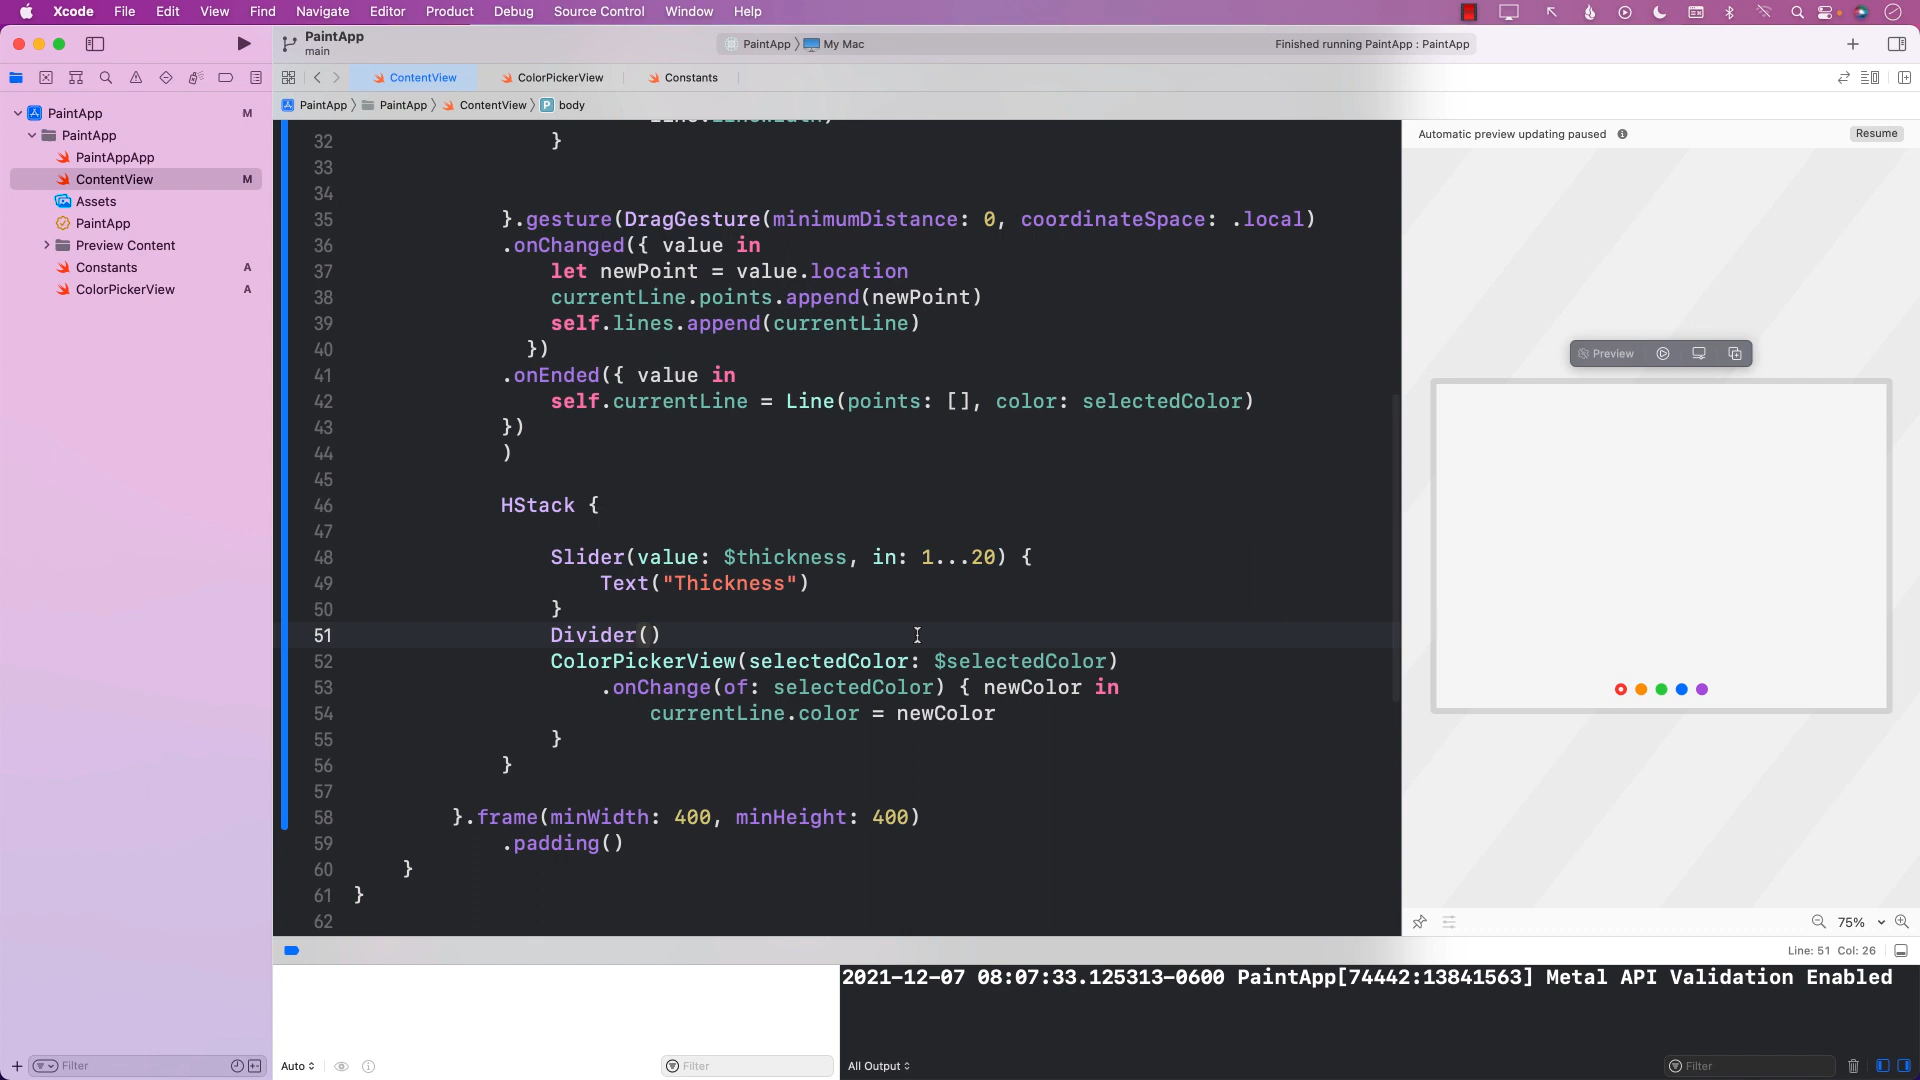 Xcode File Edit View Find Navigate Editor Product Debug Source Control Window Help
PaintApp
main
PaintApp My Mac
Finished running PaintApp : PaintApp
ContentView ColorPickerView Constants
PaintApp PaintApp ContentView P body
PaintApp M
PaintApp
PaintAppApp
ContentView M
Assets
PaintApp
Preview Content
Constants A
ColorPickerView A
32 }
33
34
35 }.gesture(DragGesture(minimumDistance: 0, coordinateSpace: .local)
36 .onChanged({ value in
37 let newPoint = value.location
38 currentLine.points.append(newPoint)
39 self.lines.append(currentLine)
40 })
41 .onEnded({ value in
42 self.currentLine = Line(points: [], color: selectedColor)
43 })
44 )
45
46 HStack {
47
48 Slider(value: $thickness, in: 1...20) {
49 Text("Thickness")
50 }
51 Divider()
52 ColorPickerView(selectedColor: $selectedColor)
53 .onChange(of: selectedColor) { newColor in
54 currentLine.color = newColor
55 }
56 }
57
58 }.frame(minWidth: 400, minHeight: 400)
59 .padding()
60 }
61 }
62
Automatic preview updating paused
Resume
Preview
75%
Line: 51 Col: 26
2021-12-07 08:07:33.125313-0600 PaintApp[74442:13841563] Metal API Validation Enabled
Filter
Auto
Filter
All Output
Filter